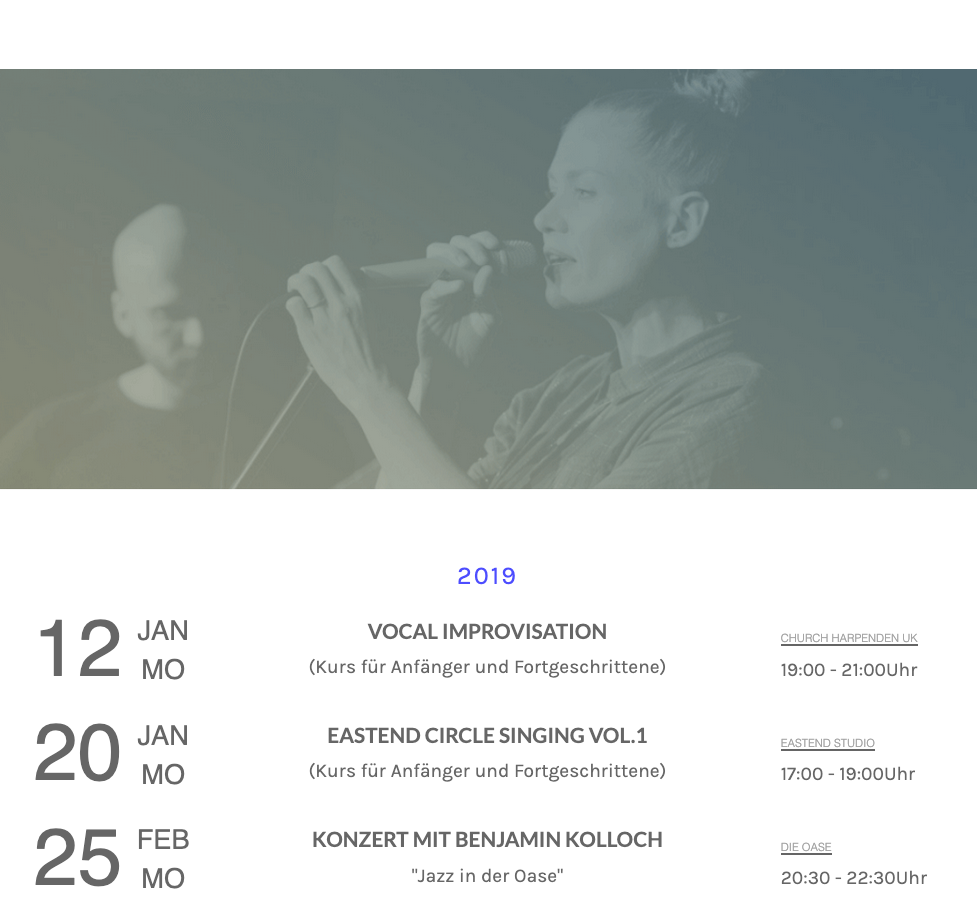 2019
12 JAN
MO
VOCAL IMPROVISATION
(Kurs für Anfänger und Fortgeschrittene)
CHURCH HARPENDEN UK
19:00 - 21:00Uhr
20 JAN
MO
EASTEND CIRCLE SINGING VOL.1
(Kurs für Anfänger und Fortgeschrittene)
EASTEND STUDIO
17:00 - 19:00Uhr
25 FEB
MO
KONZERT MIT BENJAMIN KOLLOCH
"Jazz in der Oase"
DIE OASE
20:30 - 22:30Uhr